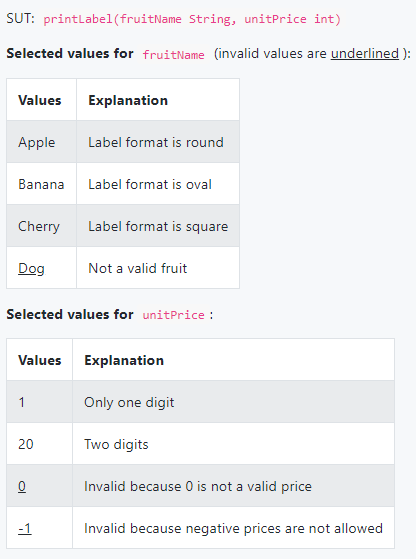 SUT: printLabel(fruitName String, unitPrice int)
Selected values for fruitName (invalid values are underlined ):
Values Explanation
Apple Label format is round
Banana Label format is oval
Cherry Label format is square
Dog Not a valid fruit
Selected values for unitPrice :
Values Explanation
1 Only one digit
20 Two digits
0 Invalid because 0 is not a valid price
-1 Invalid because negative prices are not allowed